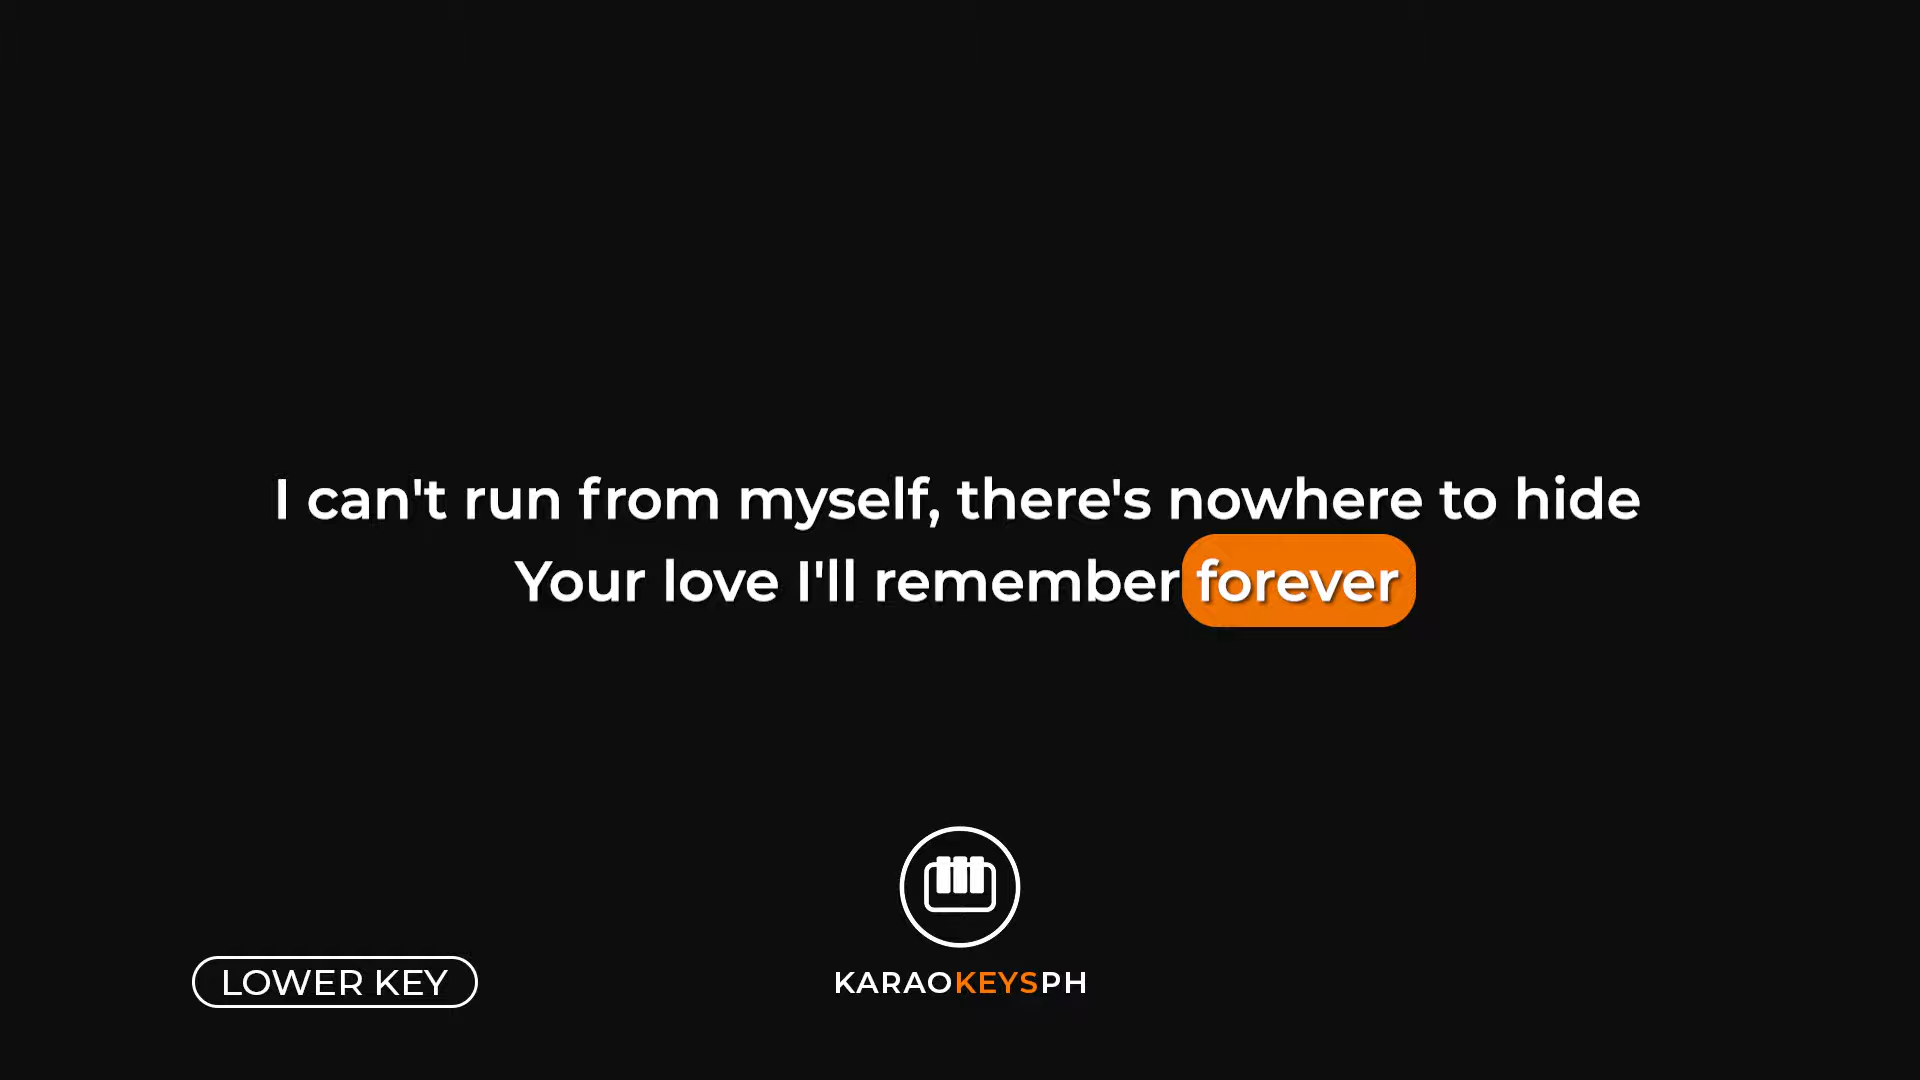 I can't run from myself, there's nowhere to hide
Your love I'll remember forever
LOWER KEY
KARAOKEYSPH